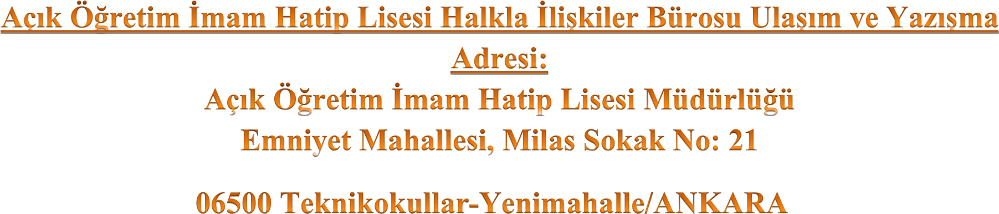 Açık Öğretim İmam Hatip Lisesi Halkla İlişkiler Bürosu Ulaşım ve Yazışma
Adresi:
Açık Öğretim İmam Hatip Lisesi Müdürlüğü
Emniyet Mahallesi, Milas Sokak No: 21
06500 Teknikokullar-Yenimahalle/ANKARA